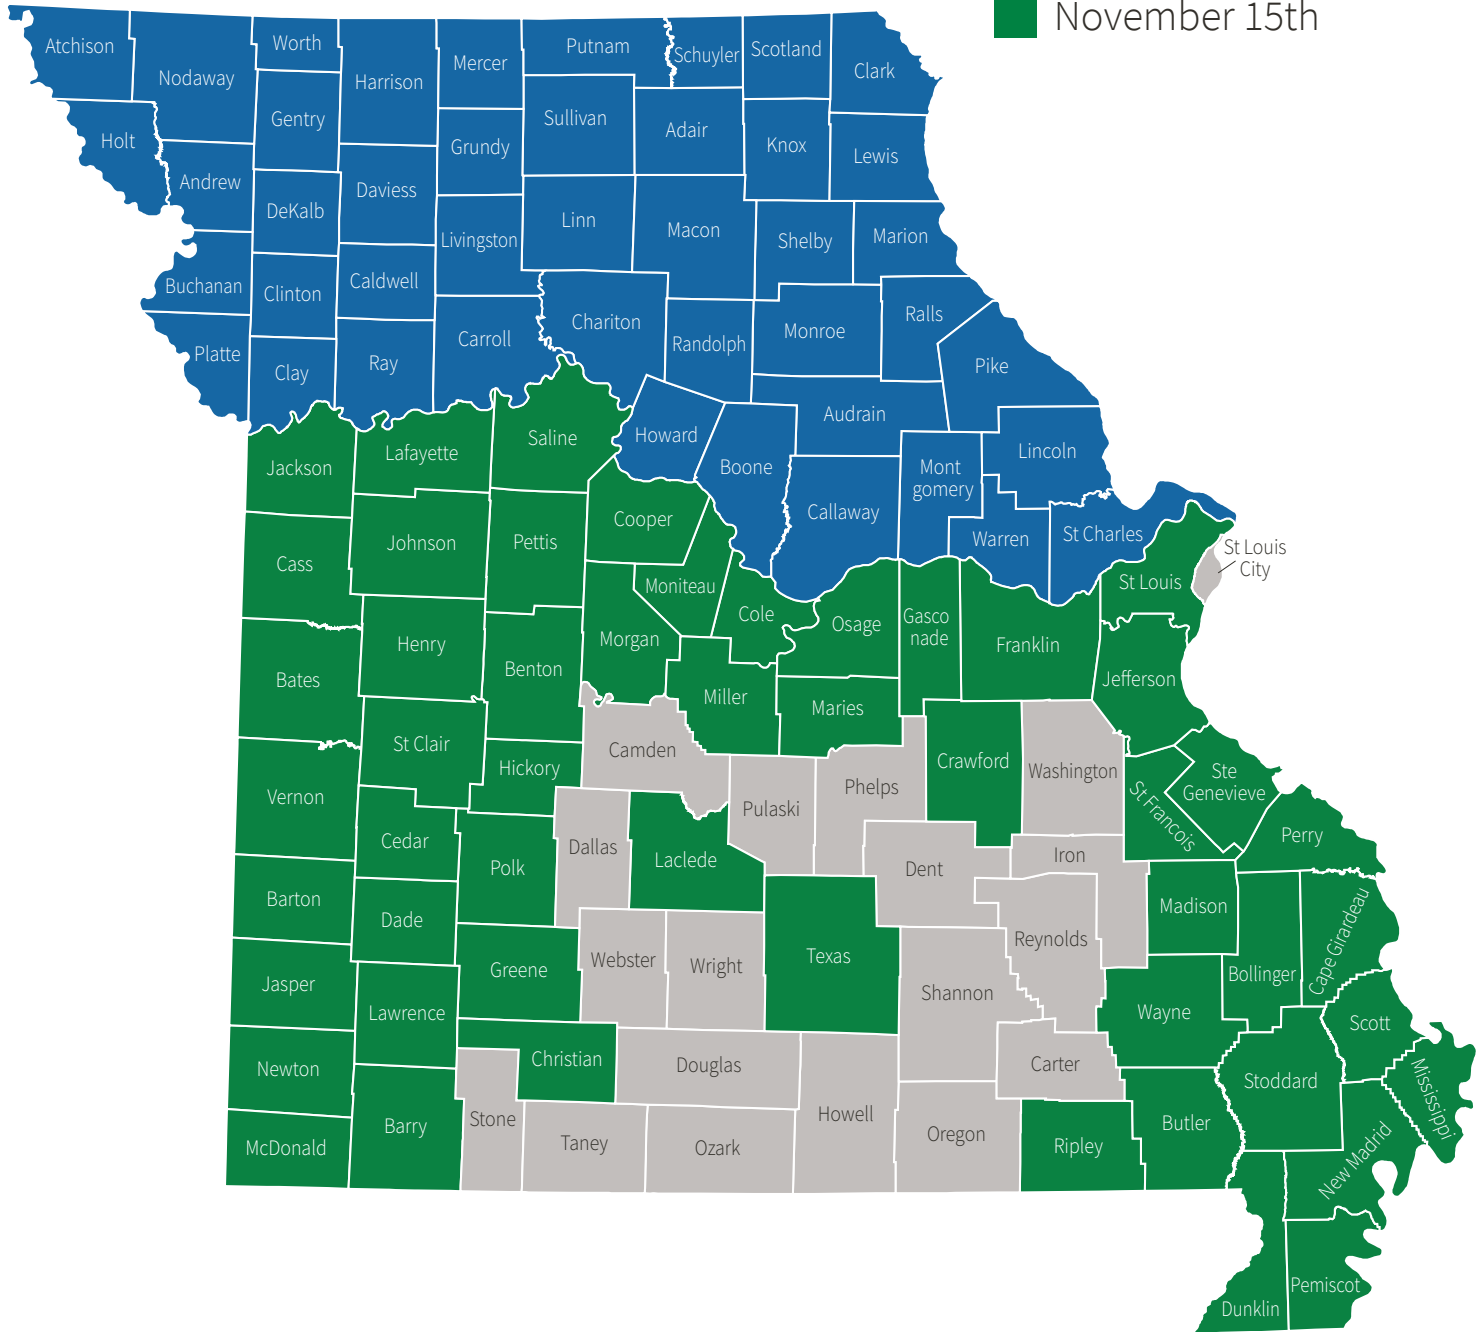 November 15th
Atchison
Nodaway
Worth
Harrison
Mercer
Putnam
Schuyler
Scotland
Clark
Gentry
Sullivan
Adair
Knox
Lewis
Holt
Andrew
DeKalb
Daviess
Grundy
Livingston
Linn
Macon
Shelby
Marion
Buchanan
Clinton
Caldwell
Carroll
Chariton
Randolph
Monroe
Ralls
Pike
Platte
Clay
Ray
Howard
Boone
Audrain
Callaway
Mont
gomery
Lincoln
Warren
St Charles
St Louis
City
St Louis
Jackson
Lafayette
Saline
Cooper
Cass
Johnson
Pettis
Moniteau
Morgan
Cole
Osage
Gasco
nade
Franklin
Jefferson
Bates
Henry
Benton
Miller
Maries
Camden
Vernon
St Clair
Hickory
Dallas
Laclede
Pulaski
Phelps
Crawford
Washington
St Francois
Ste
Genevieve
Perry
Cedar
Polk
Dent
Iron
Barton
Dade
Greene
Webster
Wright
Texas
Reynolds
Madison
Bollinger
Cape Girardeau
Jasper
Lawrence
Christian
Douglas
Shannon
Wayne
Scott
Mississippi
Newton
Stone
Howell
Carter
Stoddard
McDonald
Barry
Taney
Ozark
Oregon
Ripley
Butler
New Madrid
Dunklin
Pemiscot